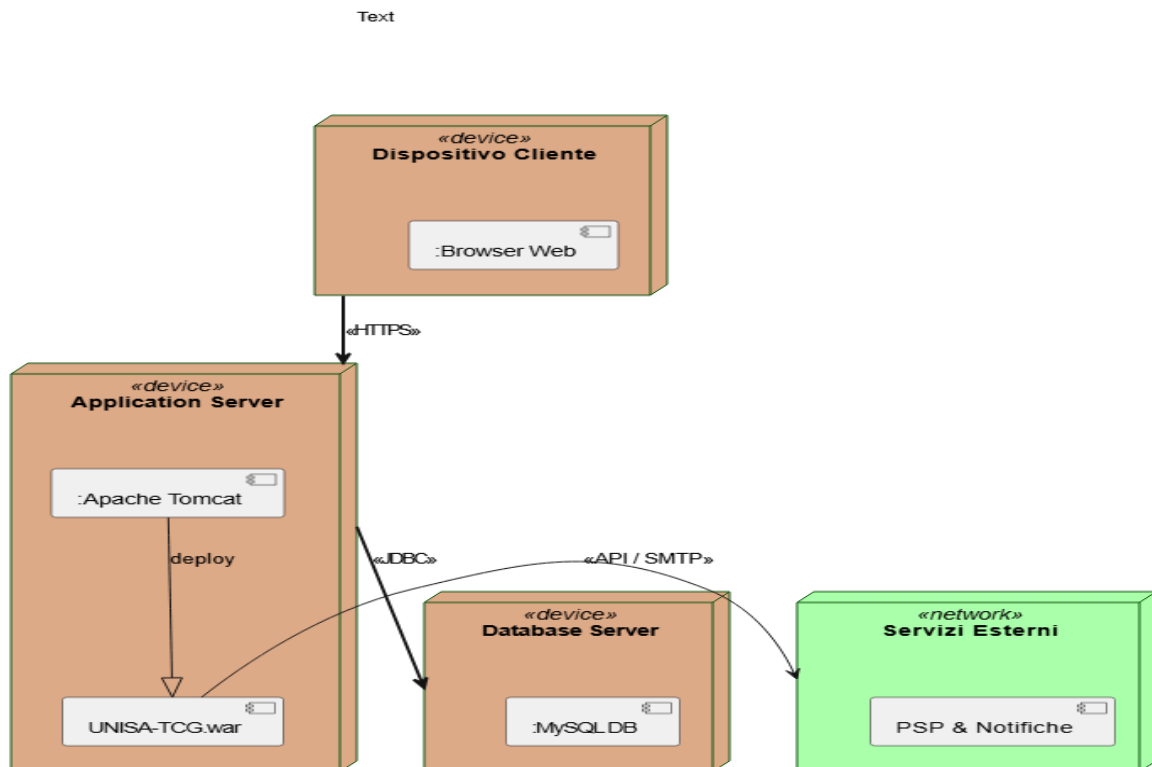 Text
«device»
Dispositivo Cliente
:Browser Web
«HTTPS»
«device»
Application Server
:Apache Tomcat
deploy
«JDBC»
«API / SMTP»
«device»
Database Server
«network»
Servizi Esterni
UNISA-TCG.war
:MySQL DB
PSP & Notifiche